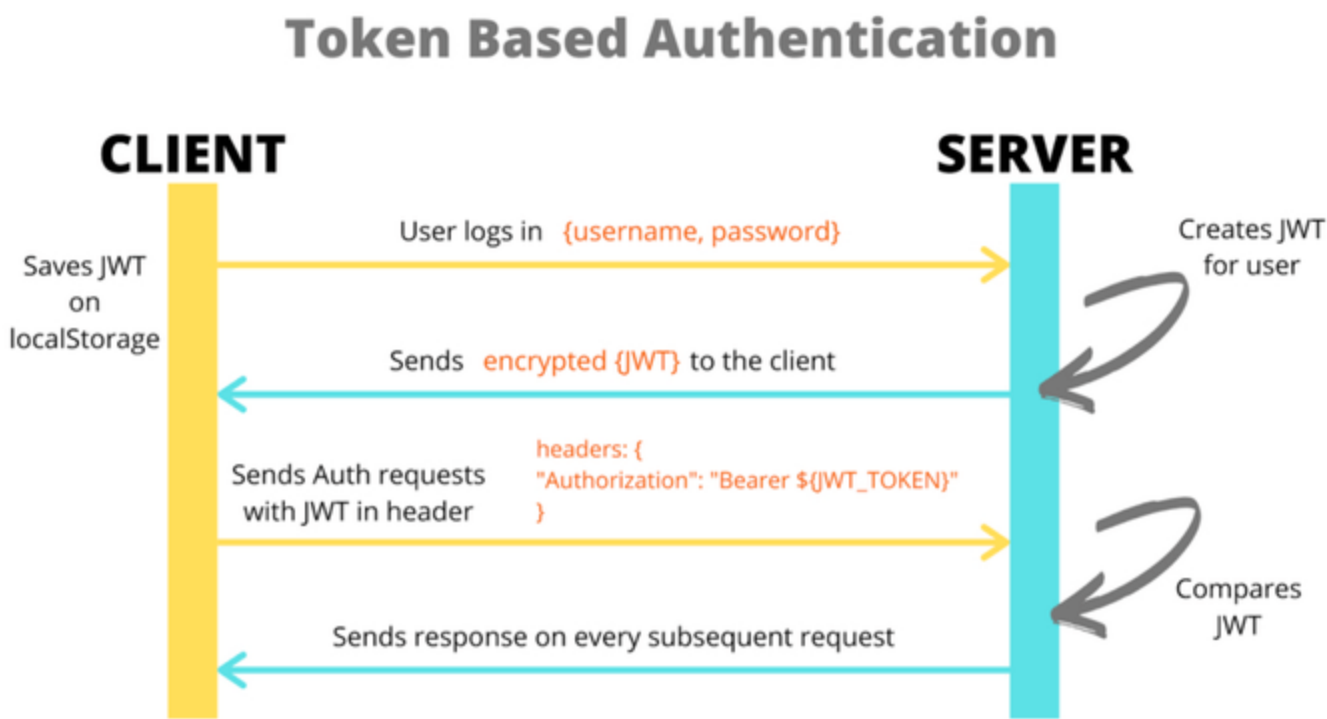 Token Based Authentication
CLIENT
SERVER
User logs in {username, password}
Creates JWT
for user
Saves JWT
on
localStorage
Sends encrypted {JWT} to the client
Sends Auth requests
with JWT in header
headers: {
"Authorization": "Bearer ${JWT_TOKEN}"
}
Compares
JWT
Sends response on every subsequent request